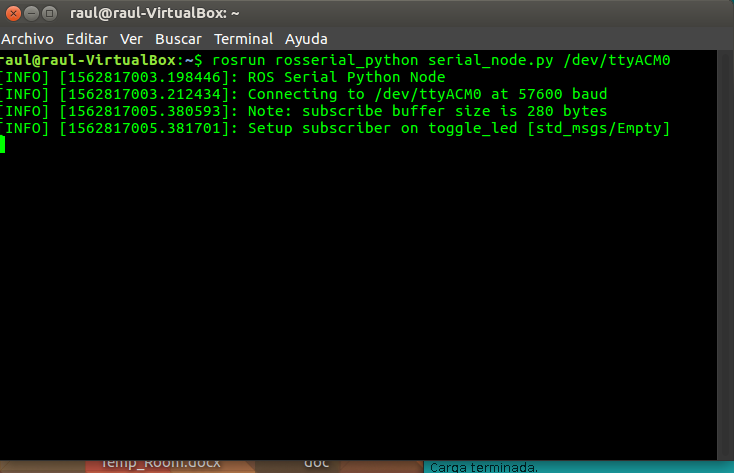 raul@raul-VirtualBox: ~
Archivo Editar Ver Buscar Terminal Ayuda
raul@raul-VirtualBox:~$ rosrun rosserial_python serial_node.py /dev/ttyACM0
[INFO] [1562817003.198446]: ROS Serial Python Node
[INFO] [1562817003.212434]: Connecting to /dev/ttyACM0 at 57600 baud
[INFO] [1562817005.380593]: Note: subscribe buffer size is 280 bytes
[INFO] [1562817005.381701]: Setup subscriber on toggle_led [std_msgs/Empty]
Temp_Room.docx doc Carga terminada.